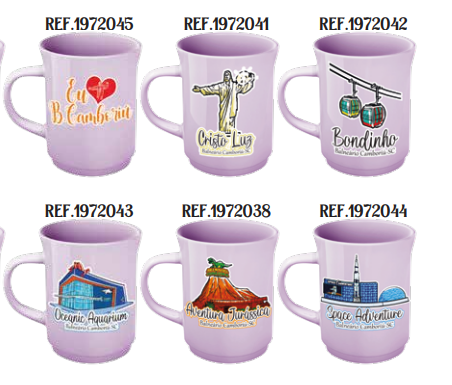 REF.1972045
REF.1972041
REF.1972042
Eu
B.Camboriú
Cristo Luz
Balneário Camboriú-SC
Bondinho
Balneário Camboriú-SC
REF.1972043
REF.1972038
REF.1972044
Oceanic Aquarium
Balneário Camboriú-SC
Aventura Jurássica
Balneário Camboriú-SC
Space Adventure
Balneário Camboriú-SC